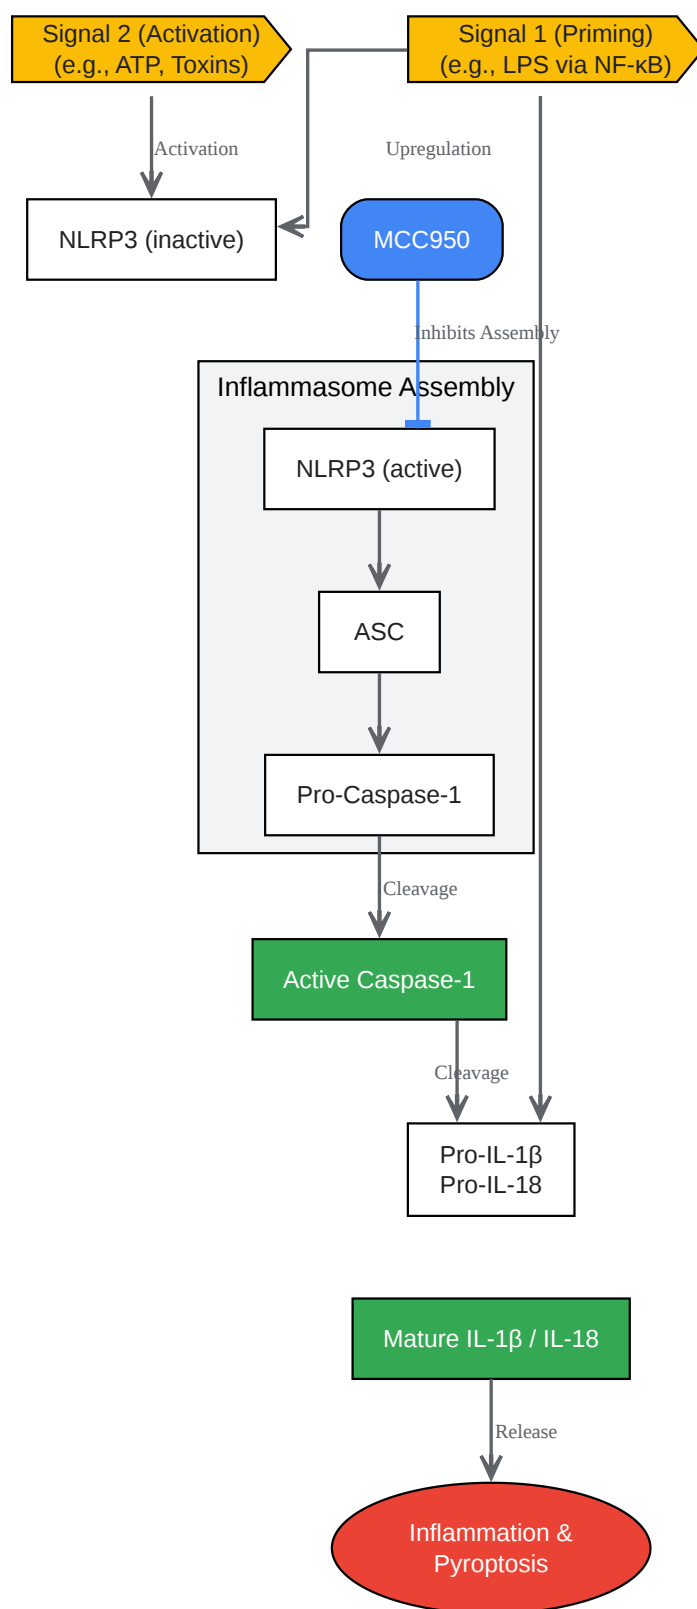 Signal 2 (Activation)
(e.g., ATP, Toxins)
Signal 1 (Priming)
(e.g., LPS via NF-κB)
Activation
Upregulation
NLRP3 (inactive)
MCC950
Inhibits Assembly
Inflammasome Assembly
NLRP3 (active)
ASC
Pro-Caspase-1
Cleavage
Active Caspase-1
Cleavage
Pro-IL-1β
Pro-IL-18
Mature IL-1β / IL-18
Release
Inflammation &
Pyroptosis